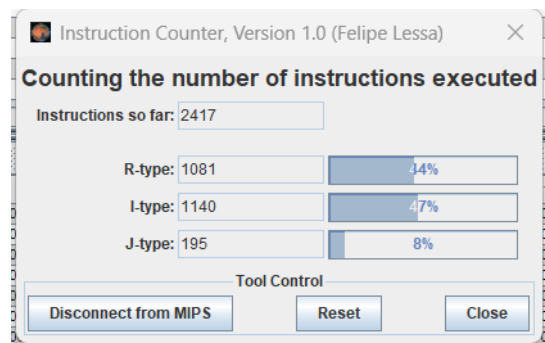 Instruction Counter, Version 1.0 (Felipe Lessa)
Counting the number of instructions executed
Instructions so far: 2417
R-type: 1081 44%
I-type: 1140 47%
J-type: 195 8%
Tool Control
Disconnect from MIPS Reset Close